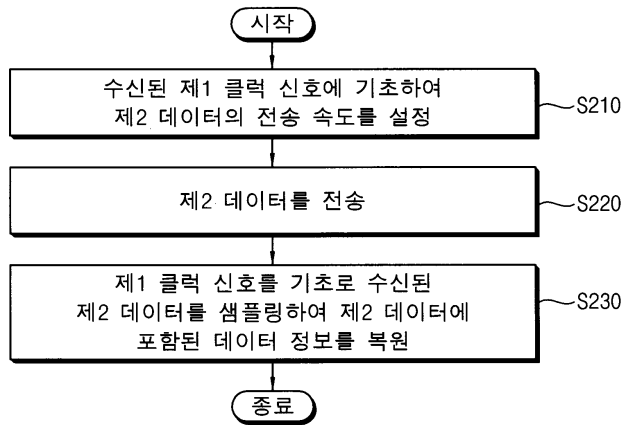 시작
수신된 제1 클럭 신호에 기초하여
제2 데이터의 전송 속도를 설정
S210
제2 데이터를 전송
S220
제1 클럭 신호를 기초로 수신된
제2 데이터를 샘플링하여 제2 데이터에
포함된 데이터 정보를 복원
S230
종료